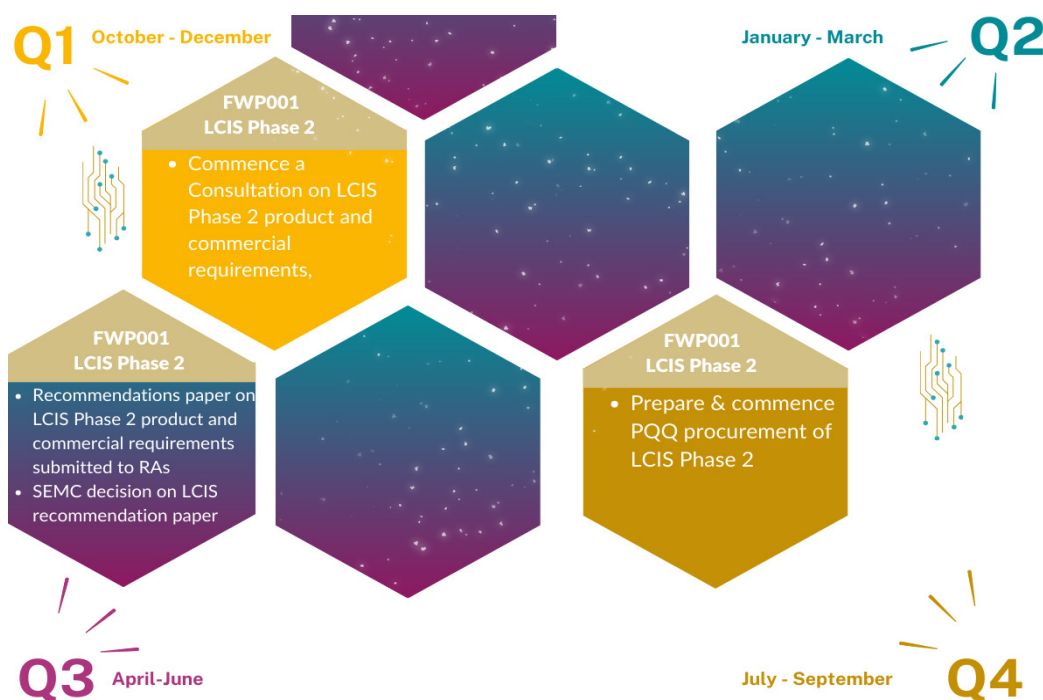 Q1 October - December
January - March Q2
FWP001
LCIS Phase 2
• Commence a
Consultation on LCIS
Phase 2 product and
commercial
requirements,
FWP001
LCIS Phase 2
• Recommendations paper on
LCIS Phase 2 product and
commercial requirements
submitted to RAs
• SEMC decision on LCIS
recommendation paper
FWP001
LCIS Phase 2
• Prepare & commence
PQQ procurement of
LCIS Phase 2
Q3 April-June
July - September Q4